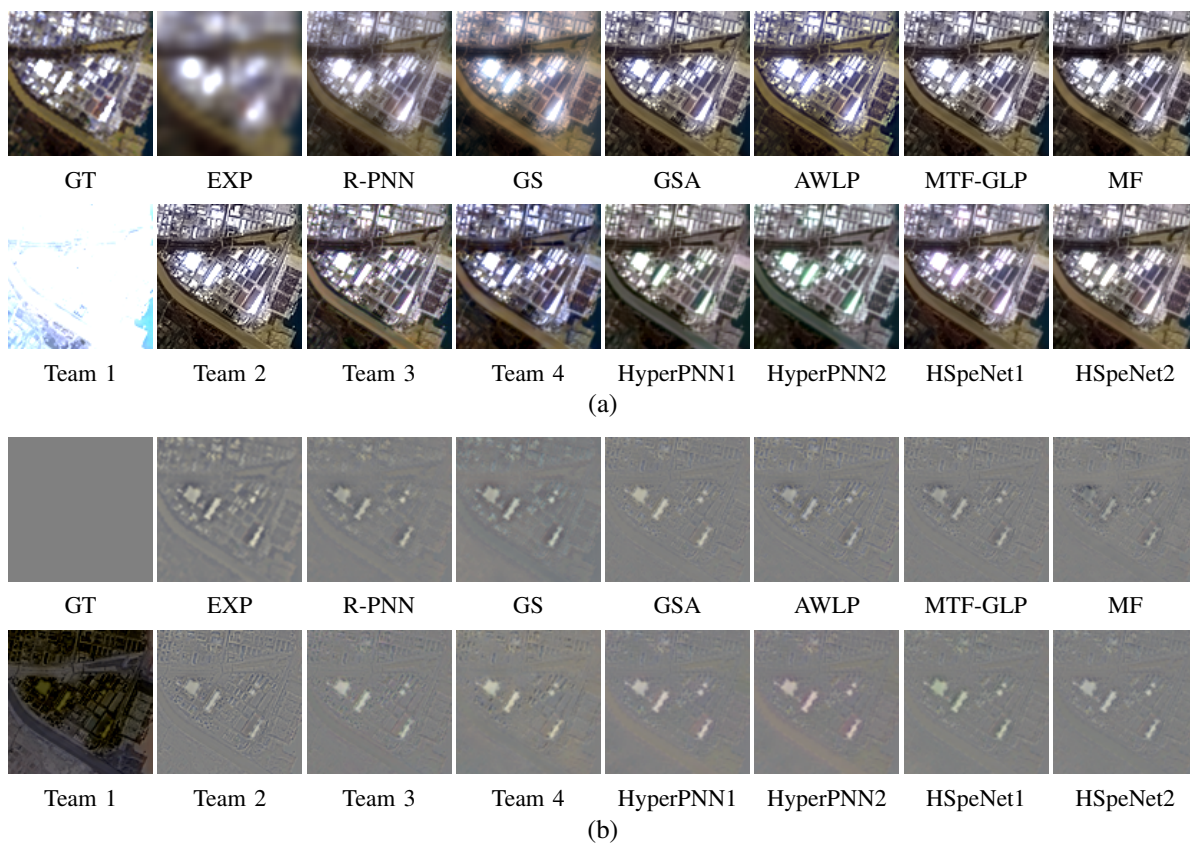 GT EXP R-PNN GS GSA AWLP MTF-GLP MF
Team 1 Team 2 Team 3 Team 4 HyperPNN1 HyperPNN2 HSpeNet1 HSpeNet2
(a)
GT EXP R-PNN GS GSA AWLP MTF-GLP MF
Team 1 Team 2 Team 3 Team 4 HyperPNN1 HyperPNN2 HSpeNet1 HSpeNet2
(b)